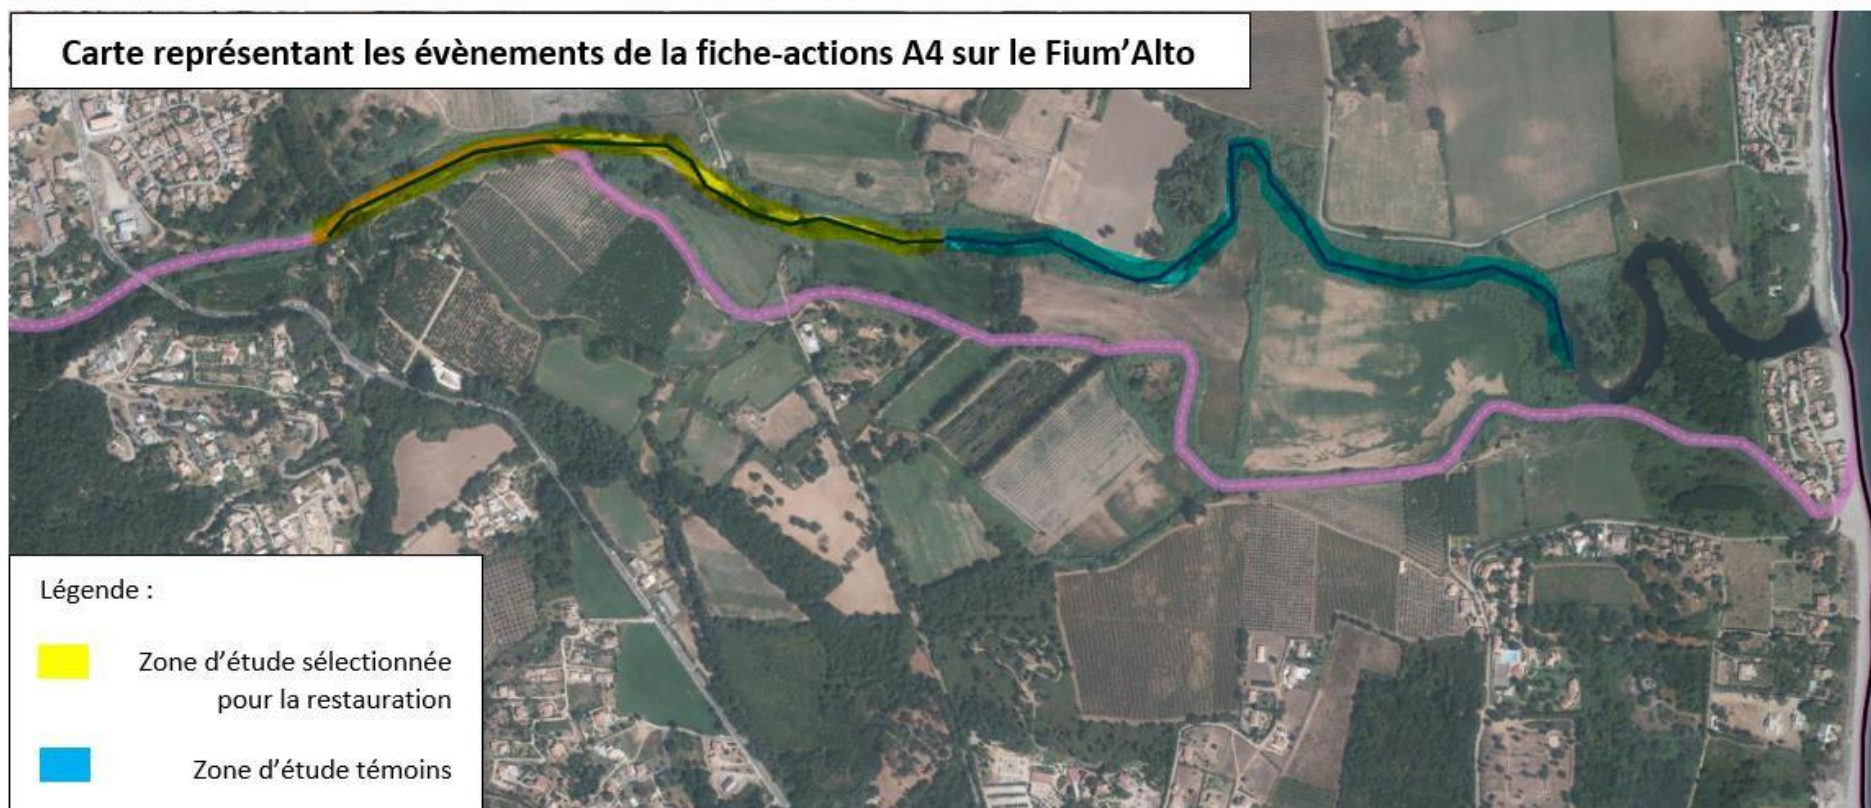 Carte représentant les évènements de la fiche-actions A4 sur le Fium’Alto
Légende :
Zone d’étude sélectionnée
pour la restauration
Zone d’étude témoins